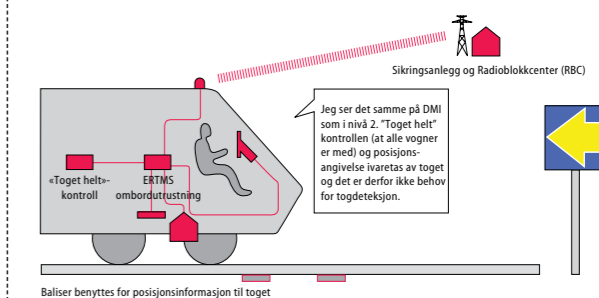 Sikringsanlegg og Radioblokkcenter (RBC)
Jeg ser det samme på DMI
som i nivå 2. "Toget helt"
kontrollen (at alle vogner
er med) og posisjons-
angivelse ivaretas av toget
og det er derfor ikke behov
for togdeteksjon.
«Toget helt»-
kontroll
ERTMS
ombordutrustning
Baliser benyttes for posisjonsinformasjon til toget